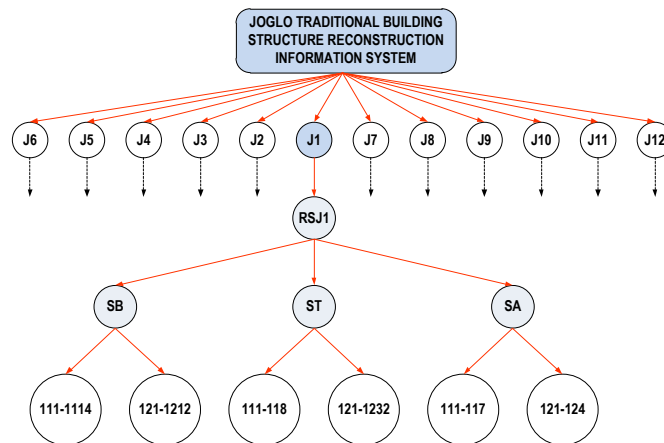 JOGLO TRADITIONAL BUILDING
STRUCTURE RECONSTRUCTION
INFORMATION SYSTEM
J6 J5 J4 J3 J2 J1 J7 J8 J9 J10 J11 J12
RSJ1
SB ST SA
111-1114 121-1212 111-118 121-1232 111-117 121-124